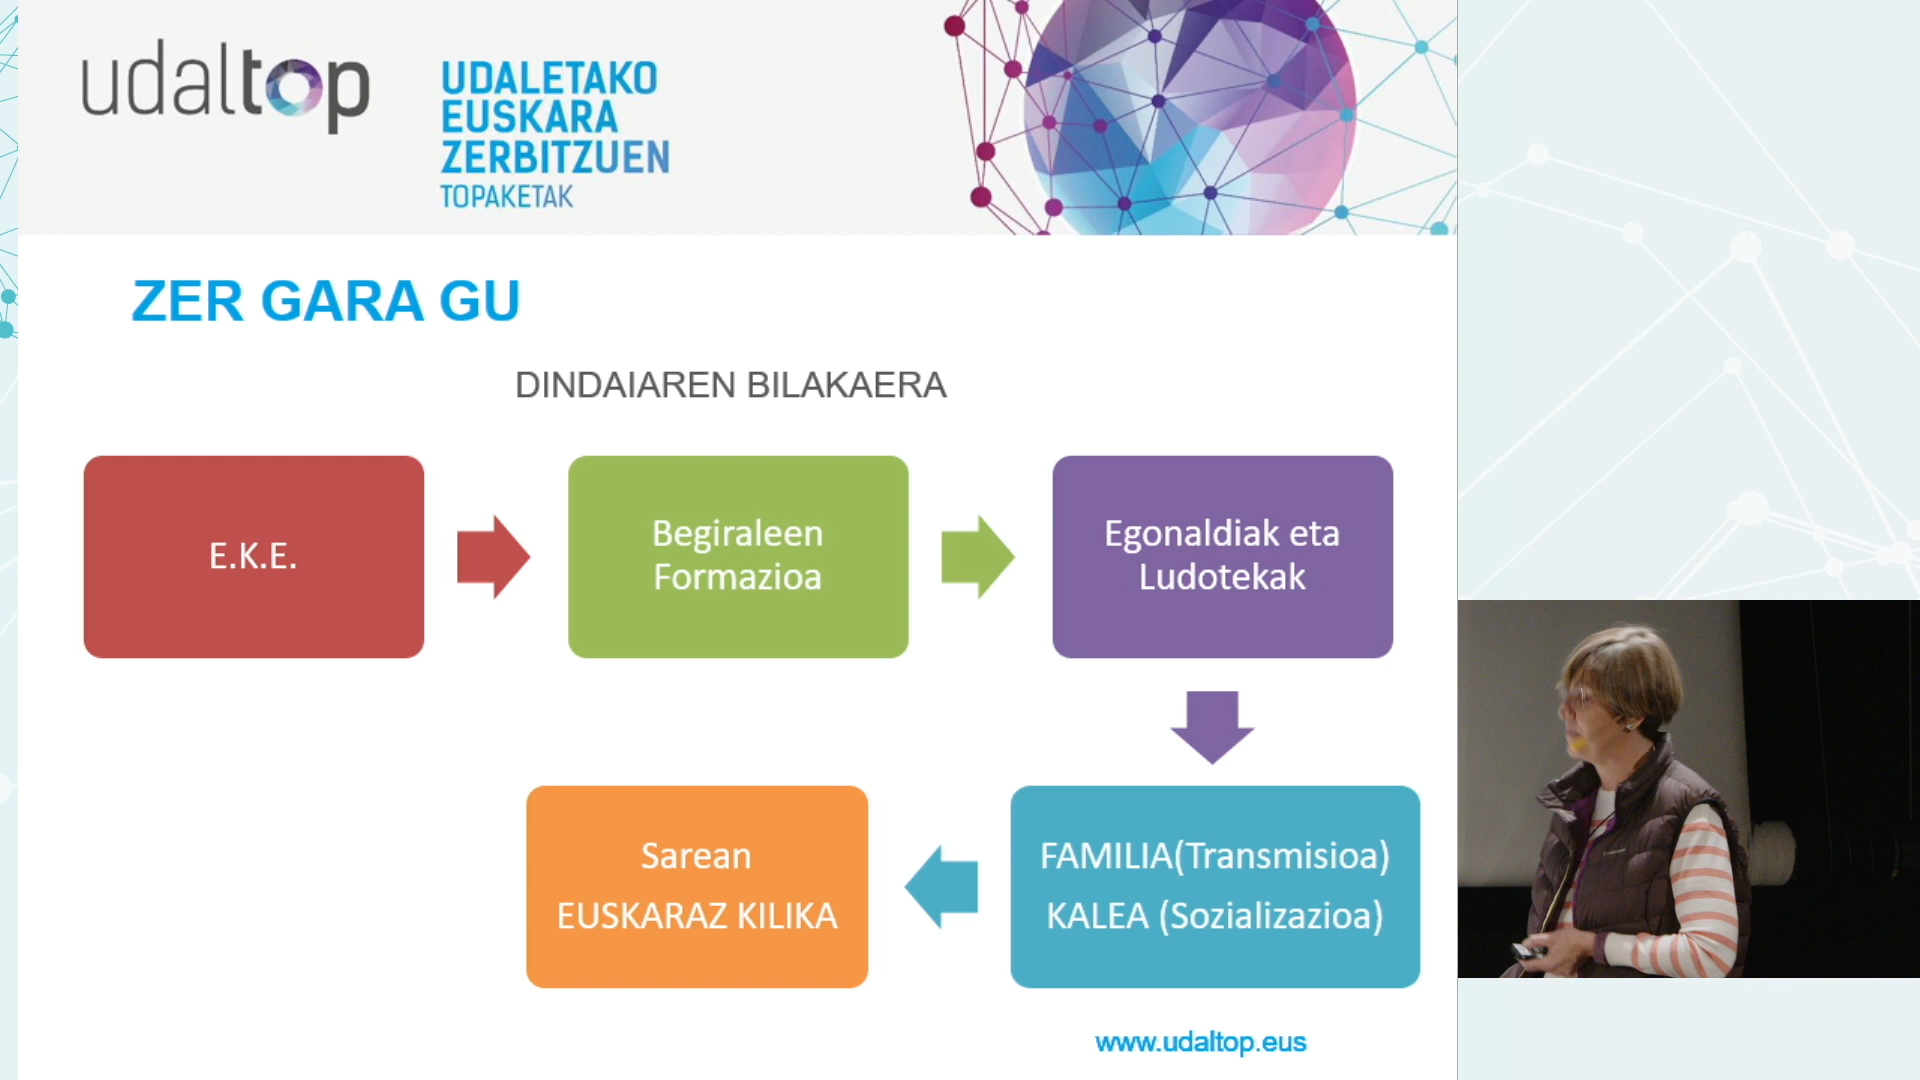 udaltop
UDALETAKO
EUSKARA
ZERBITZUEN
TOPAKETAK
ZER GARA GU
DINDAIAREN BILAKAERA
E.K.E.
Begiraleen
Formazioa
Egonaldiak eta
Ludotekak
FAMILIA(Transmisioa)
KALEA (Sozializazioa)
Sarean
EUSKARAZ KILIKA
www.udaltop.eus